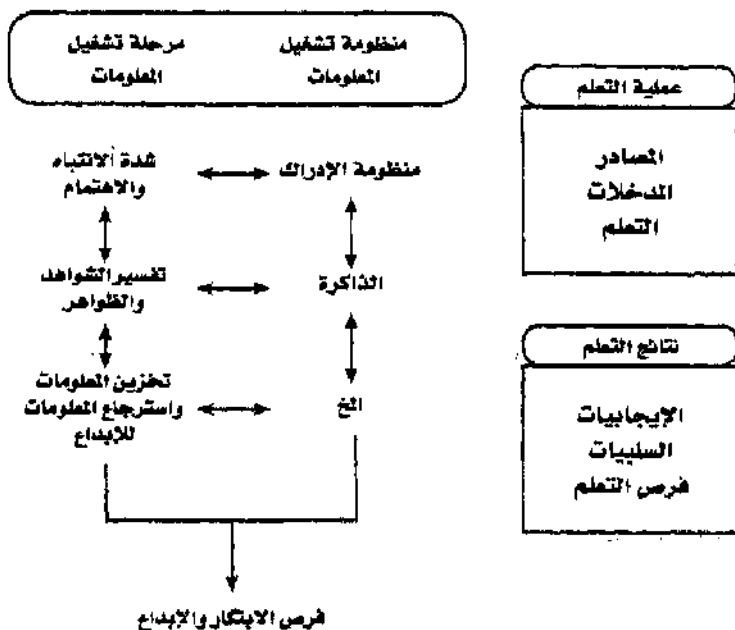 منظومة تشغيل
المعلومات
مرحلة تشغيل
المعلومات
عملية التعلم
المصادر
المدخلات
التعلم
منظومة الإدراك
شدة ألانتباه
والاهتمام
الذاكرة
تفسير الشواهد
والظواهر
المخ
تخزين المعلومات
واسترجاع المعلومات
للإبداع
نتائج التعلم
الإيجابيات
السلبيات
فرص التعلم
فرص الابتكار والإبداع